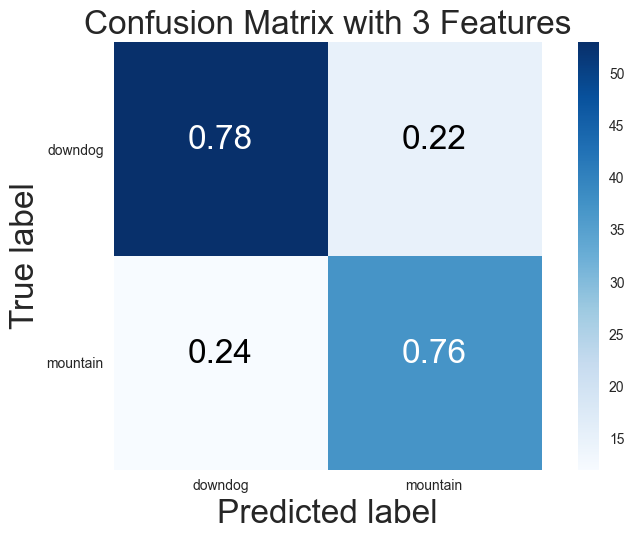 Confusion Matrix with 3 Features
True label
downdog
0.78
0.22
mountain
0.24
0.76
downdog
mountain
Predicted label
50
45
40
35
30
25
20
15